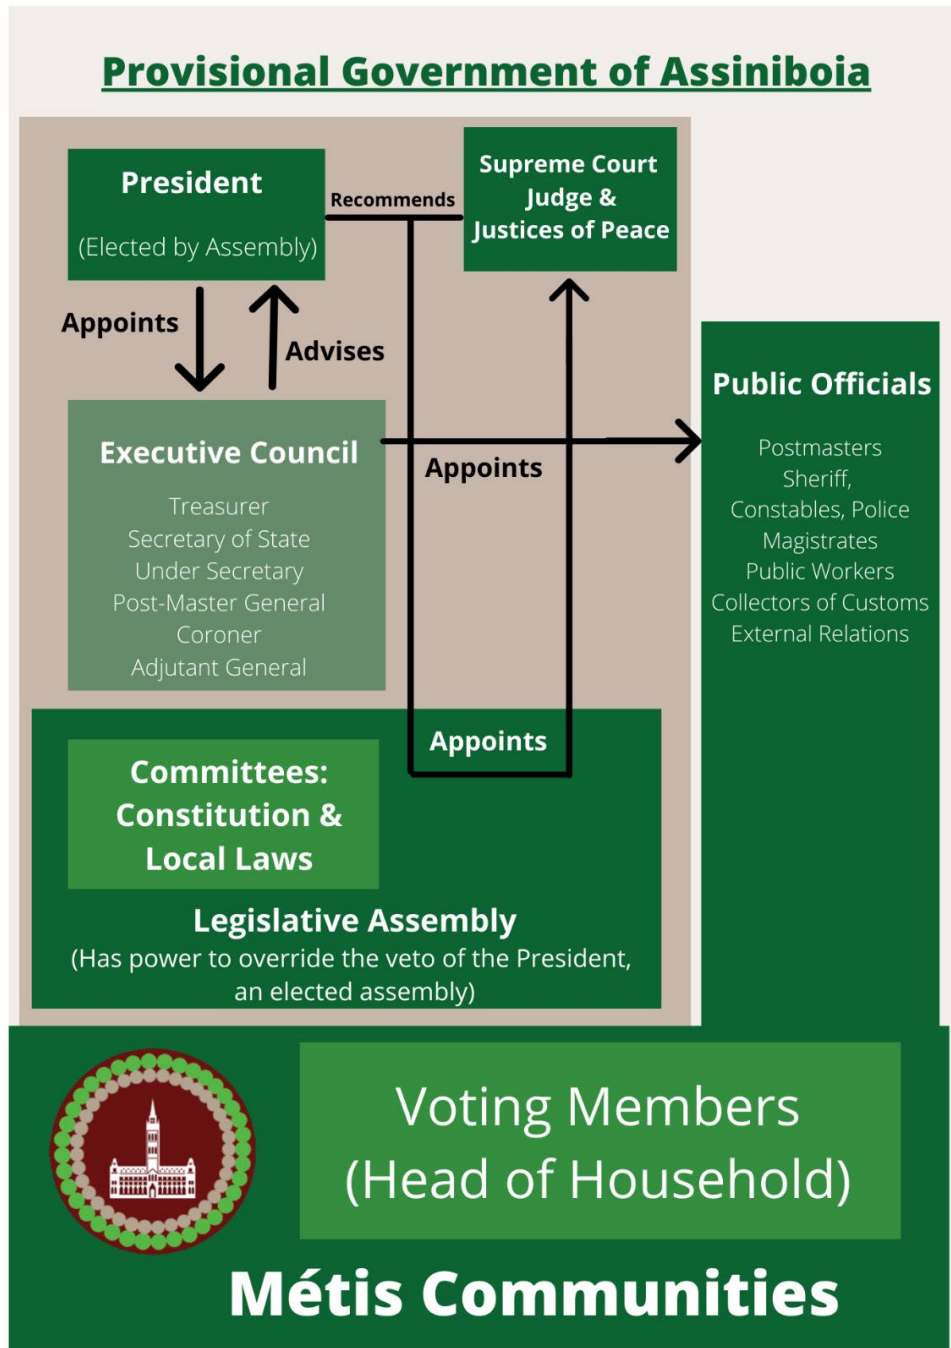 Provisional Government of Assiniboia
President
(Elected by Assembly)
Recommends
Supreme Court
Judge &
Justices of Peace
Appoints
Advises
Executive Council
Treasurer
Secretary of State
Under Secretary
Post-Master General
Coroner
Adjutant General
Appoints
Public Officials
Postmasters
Sheriff,
Constables, Police
Magistrates
Public Workers
Collectors of Customs
External Relations
Appoints
Committees:
Constitution &
Local Laws
Legislative Assembly
(Has power to override the veto of the President,
an elected assembly)
Voting Members
(Head of Household)
Métis Communities